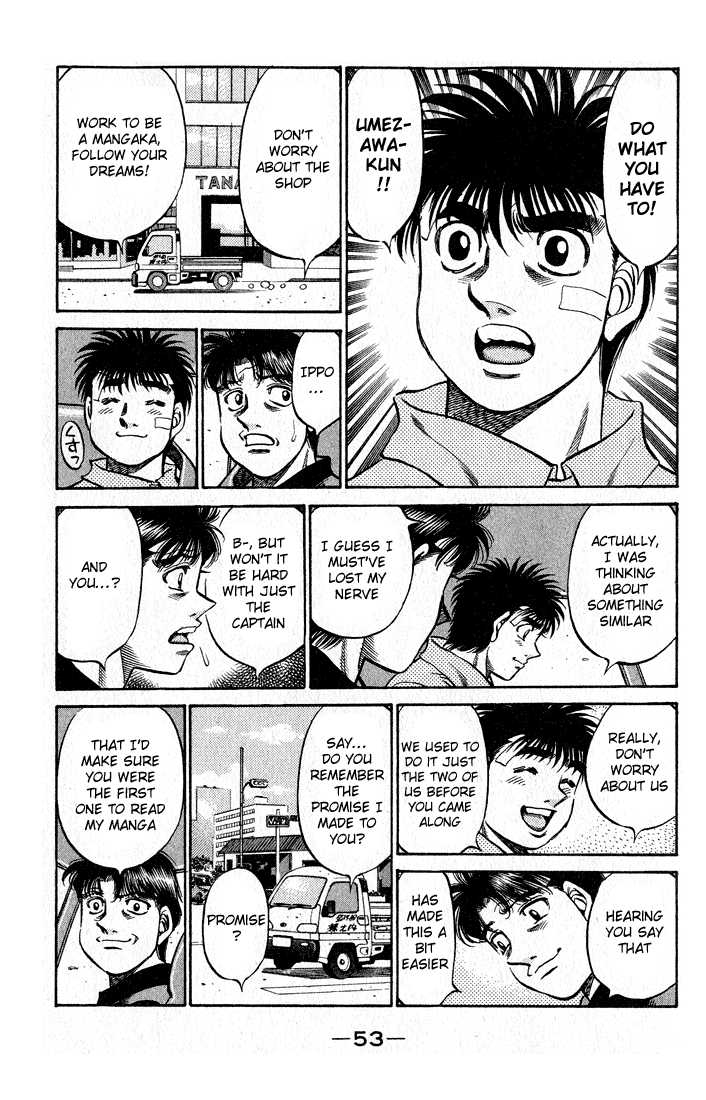 DO
WHAT
YOU
HAVE
TO!
UMEZ-
AWA-
KUN
!!
DON'T
WORRY
ABOUT THE
SHOP
WORK TO BE
A MANGAKA,
FOLLOW YOUR
DREAMS!
TANA
IPPO
...
くすっ
ACTUALLY,
I WAS
THINKING
ABOUT
SOMETHING
SIMILAR
I GUESS I
MUST'VE
LOST MY
NERVE
B-, BUT
WON'T IT
BE HARD
WITH JUST
THE
CAPTAIN
AND
YOU...?
REALLY,
DON'T
WORRY
ABOUT US
WE USED TO
DO IT JUST
THE TWO OF
US BEFORE
YOU CAME
ALONG
HEARING
YOU SAY
THAT
HAS
MADE
THIS A
BIT
EASIER
SAY...
DO YOU
REMEMBER
THE
PROMISE I
MADE TO
YOU?
PROMISE
?
THAT I'D
MAKE SURE
YOU WERE
THE FIRST
ONE TO READ
MY MANGA
—53—